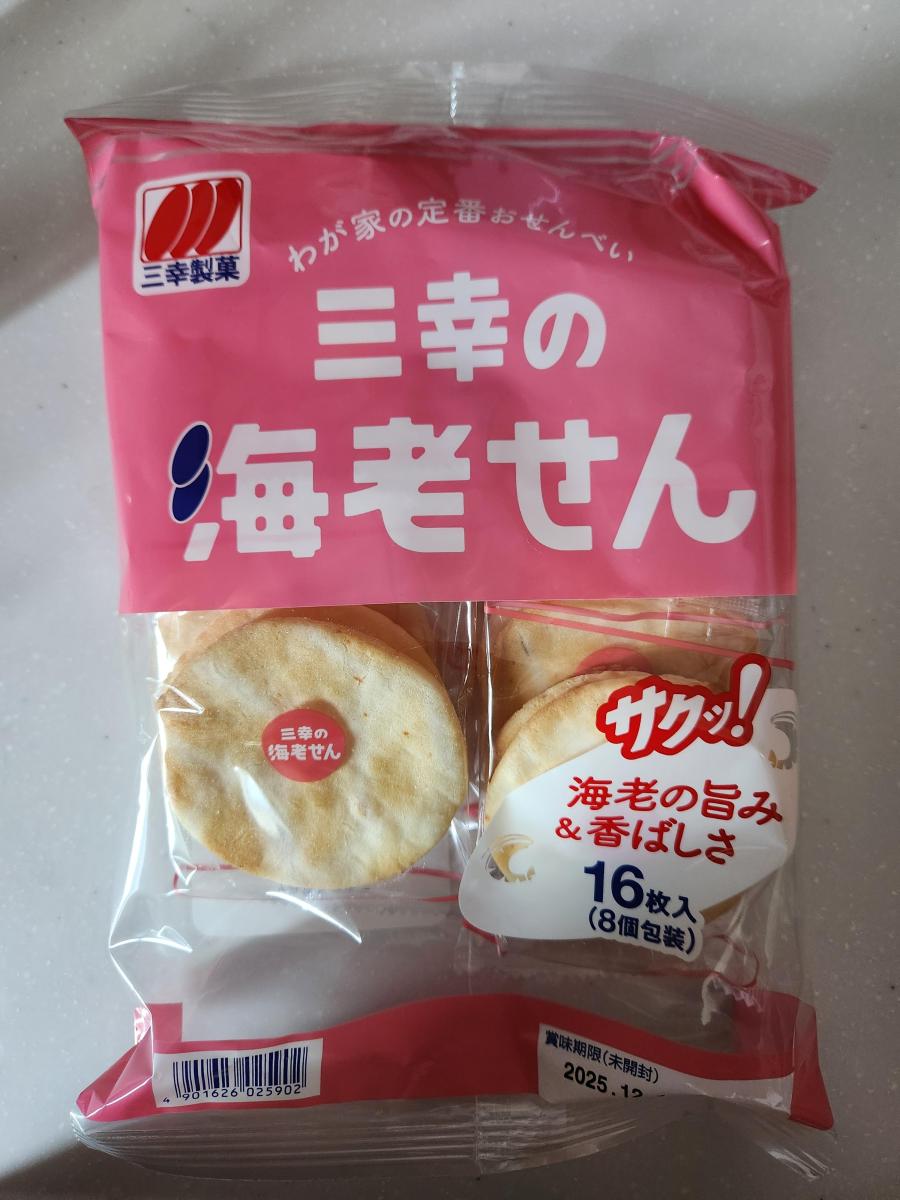 三幸製菓
わが家の定番おせんべい
三幸の
海老せん
三幸の
海老せん
サクッ!
海老の旨み
&香ばしさ
16枚入
(8個包装)
4 901626 025902
賞味期限(未開封)
2025.12